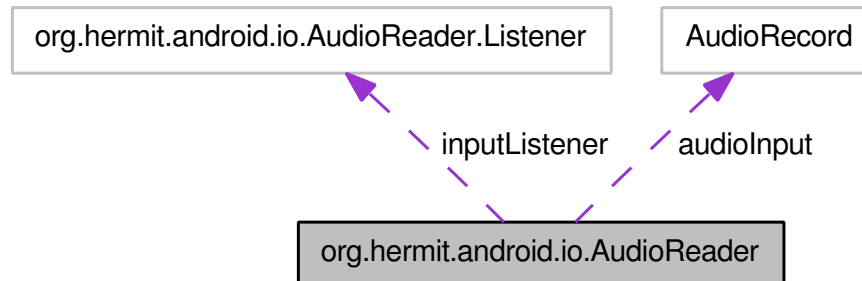 org.hermit.android.io.AudioReader.Listener
AudioRecord
inputListener
audioInput
org.hermit.android.io.AudioReader